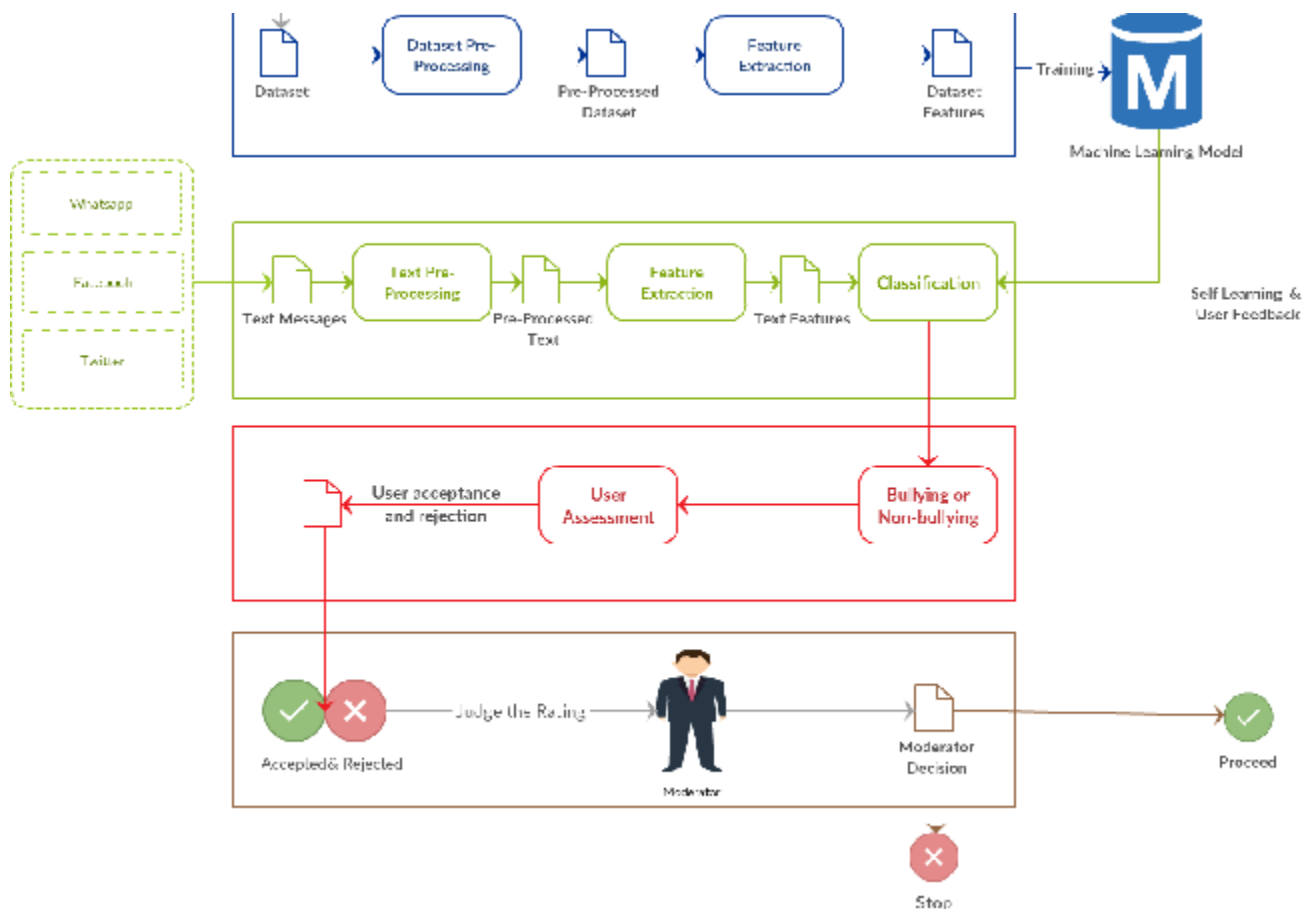 Dataset
Dataset Pre-
Processing
Pre-Processed
Dataset
Feature
Extraction
Dataset
Features
Training
M
Machine Learning Model
Whatsapp
Facebook
Twitter
Text Messages
Text Pre-
Processing
Pre-Processed
Text
Feature
Extraction
Text Features
Classification
Self Learning &
User Feedback
User acceptance
and rejection
User
Assessment
Bullying or
Non-bullying
Accepted& Rejected
Judge the Rating
Moderator
Moderator
Decision
Proceed
Stop